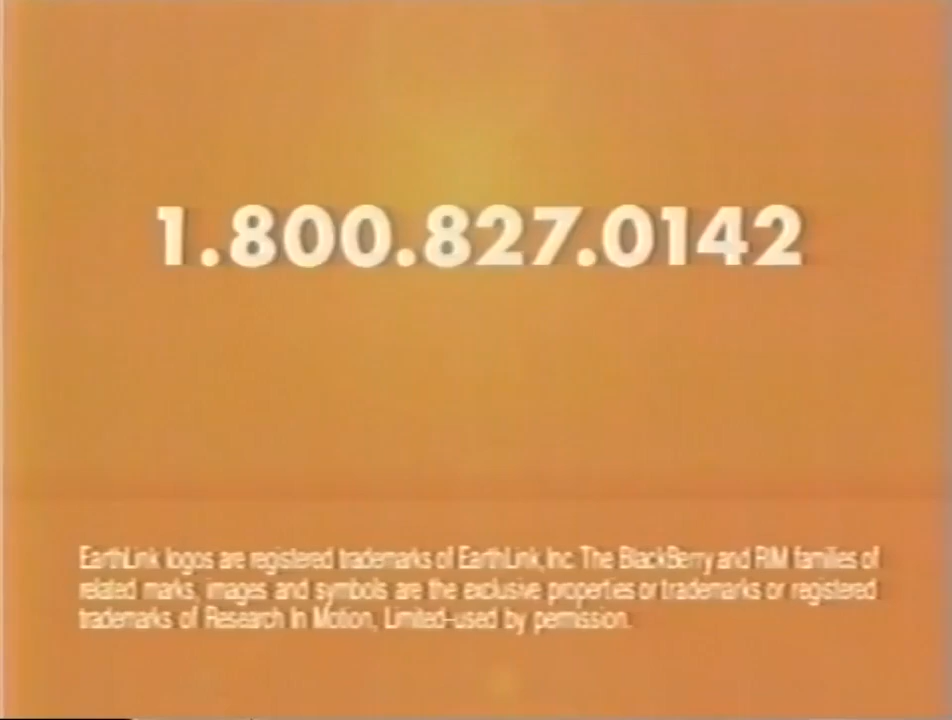 1.800.827.0142
EarthLink logos are registered trademarks of EarthLink, Inc. The BlackBerry and RIM families of
related marks, images and symbols are the exclusive properties or trademarks or registered
trademarks of Research In Motion, Limited-used by permission.